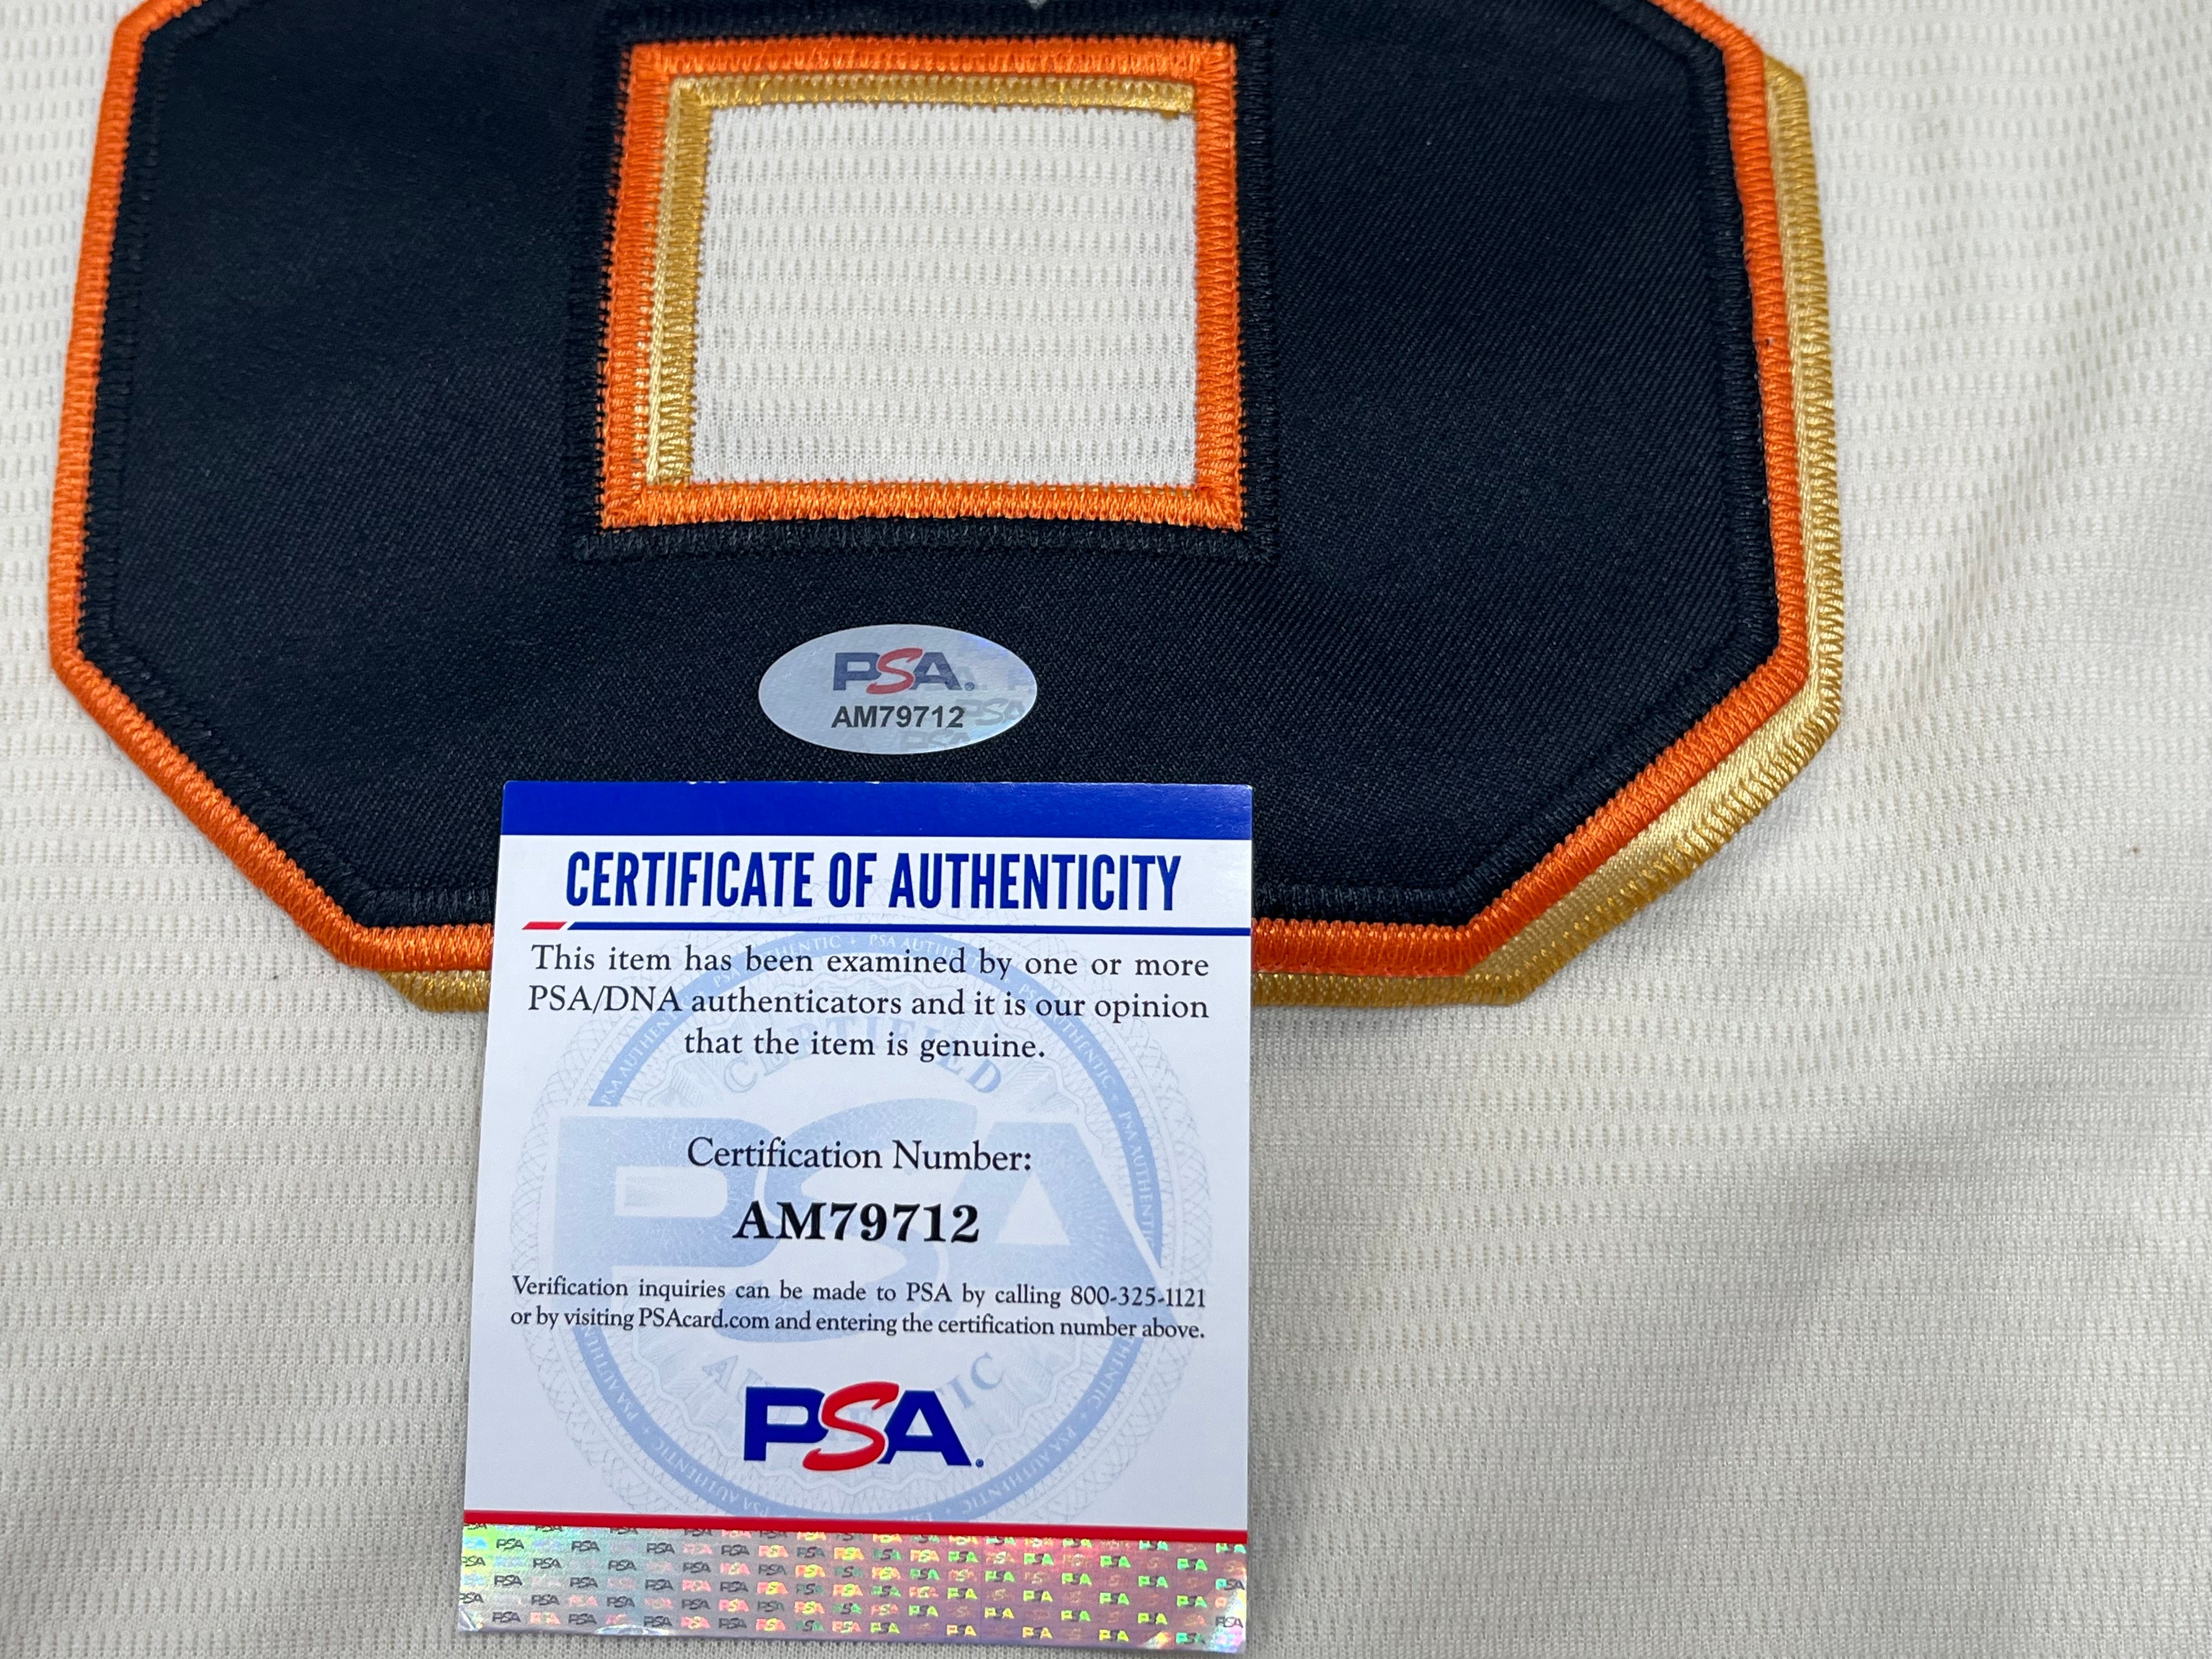 PSA
AM79712
CERTIFICATE OF AUTHENTICITY
This item has been examined by one or more
PSA/DNA authenticators and it is our opinion
that the item is genuine.
CERTIFIED
Certification Number:
AM79712
Verification inquiries can be made to PSA by calling 800-325-1121
or by visiting PSAcard.com and entering the certification number above.
PSA